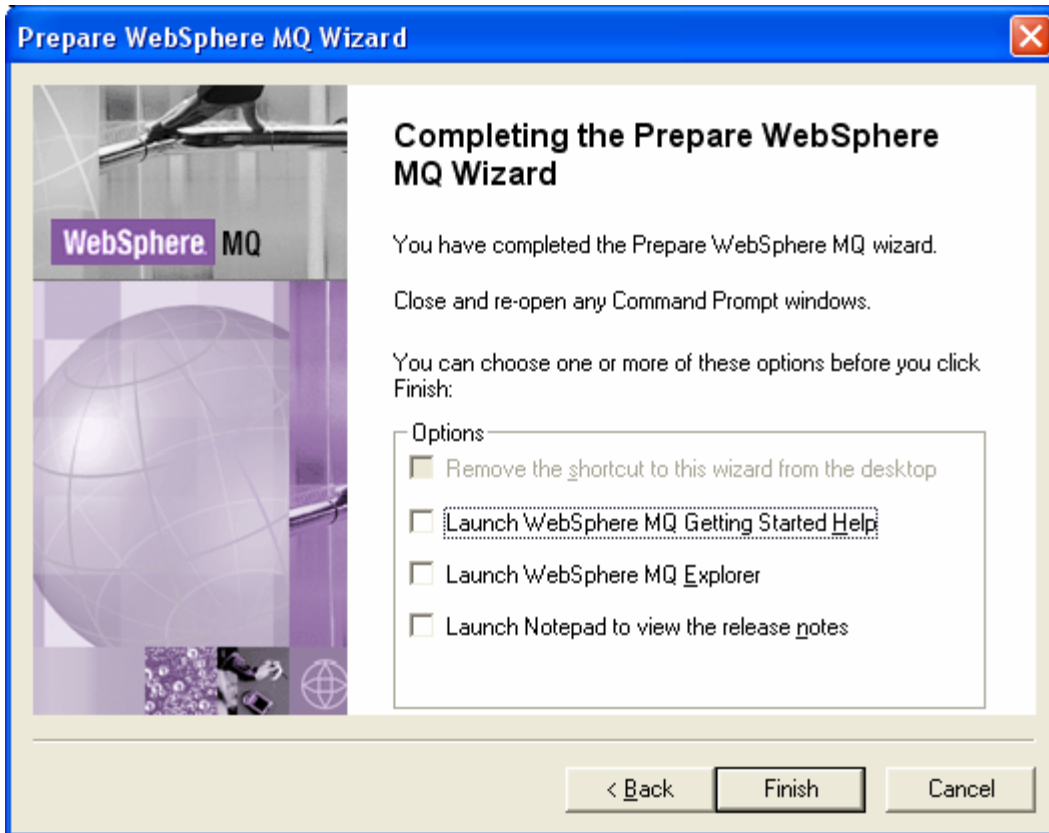 Prepare WebSphere MQ Wizard
WebSphere MQ
Completing the Prepare WebSphere
MQ Wizard
You have completed the Prepare WebSphere MQ wizard.
Close and re-open any Command Prompt windows.
You can choose one or more of these options before you click
Finish:
Options
Remove the shortcut to this wizard from the desktop
Launch WebSphere MQ Getting Started Help
Launch WebSphere MQ Explorer
Launch Notepad to view the release notes
< Back
Finish
Cancel